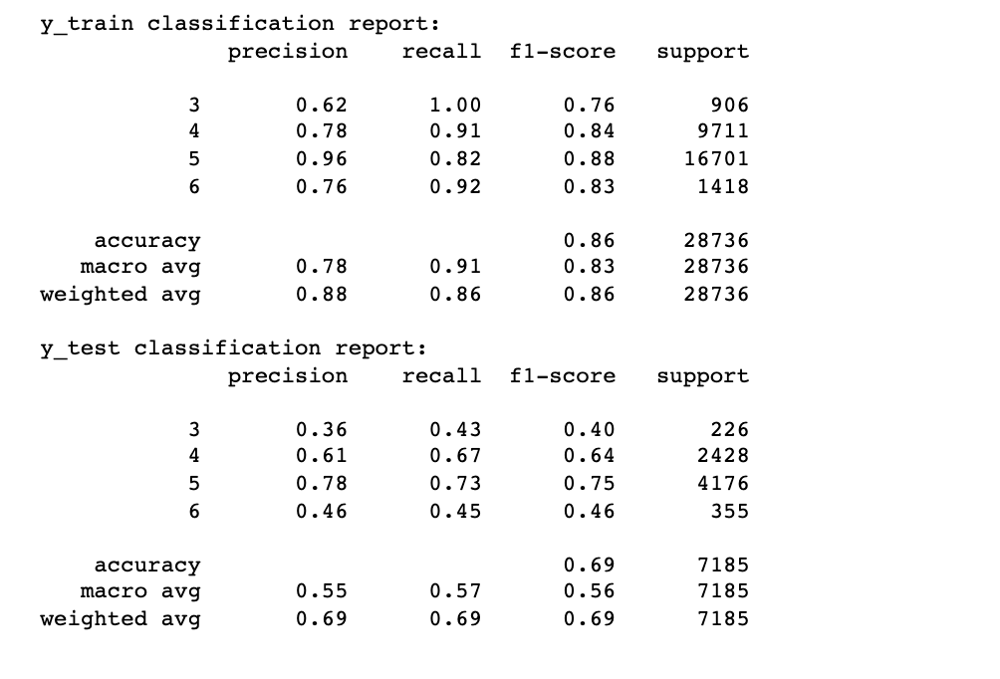 y_train classification report:
precision recall f1-score support
3 0.62 1.00 0.76 906
4 0.78 0.91 0.84 9711
5 0.96 0.82 0.88 16701
6 0.76 0.92 0.83 1418
accuracy 0.86 28736
macro avg 0.78 0.91 0.83 28736
weighted avg 0.88 0.86 0.86 28736
y_test classification report:
precision recall f1-score support
3 0.36 0.43 0.40 226
4 0.61 0.67 0.64 2428
5 0.78 0.73 0.75 4176
6 0.46 0.45 0.46 355
accuracy 0.69 7185
macro avg 0.55 0.57 0.56 7185
weighted avg 0.69 0.69 0.69 7185